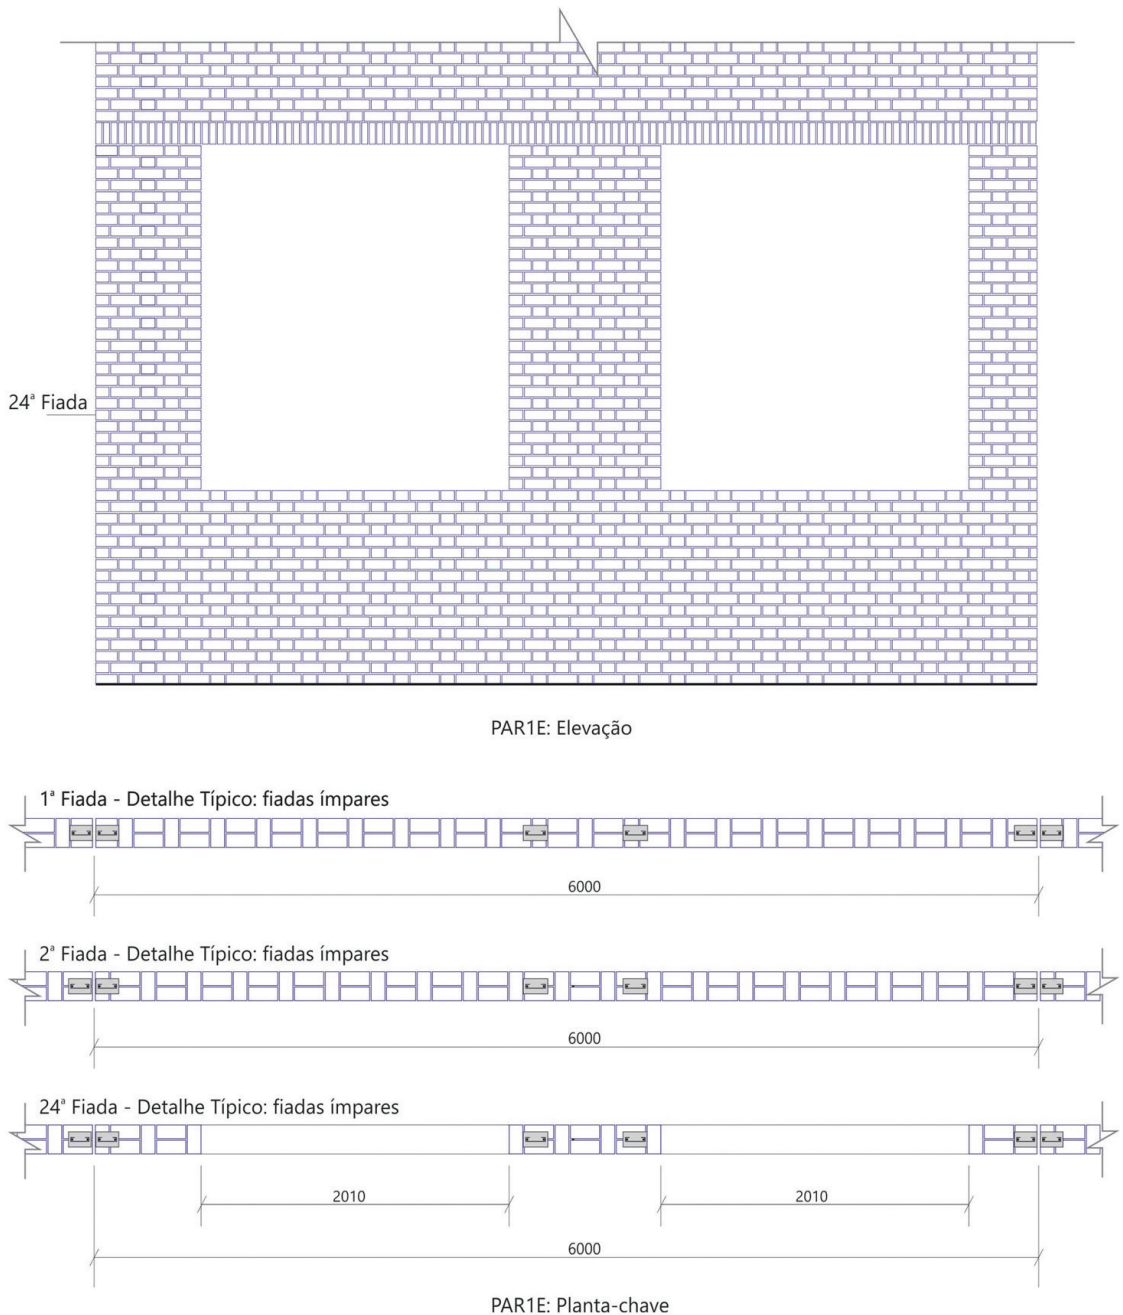 24ª Fiada
PAR1E: Elevação
1ª Fiada - Detalhe Típico: fiadas ímpares
6000
2ª Fiada - Detalhe Típico: fiadas ímpares
6000
24ª Fiada - Detalhe Típico: fiadas ímpares
2010 2010
6000
PAR1E: Planta-chave